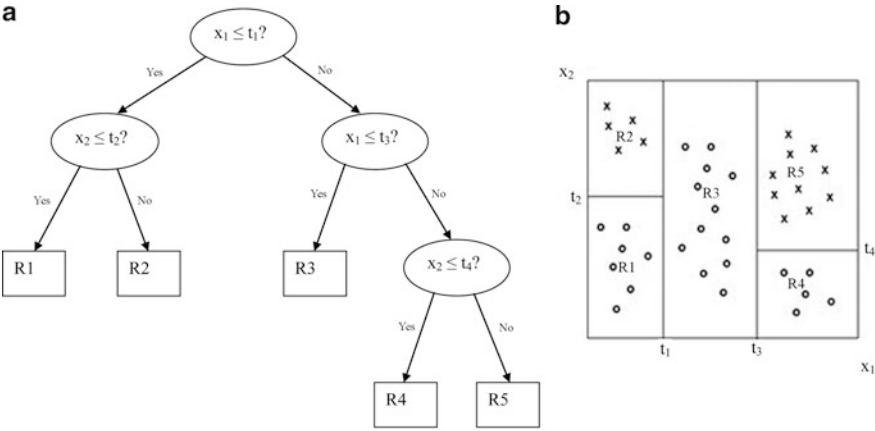 a
x₁ ≤ t₁?
Yes
No
x₂ ≤ t₂?
x₁ ≤ t₃?
Yes
No
Yes
No
R1
R2
R3
x₂ ≤ t₄?
Yes
No
R4
R5
b
x₂
R2
R5
R3
t₂
t₄
R1
R4
t₁
t₃
x₁